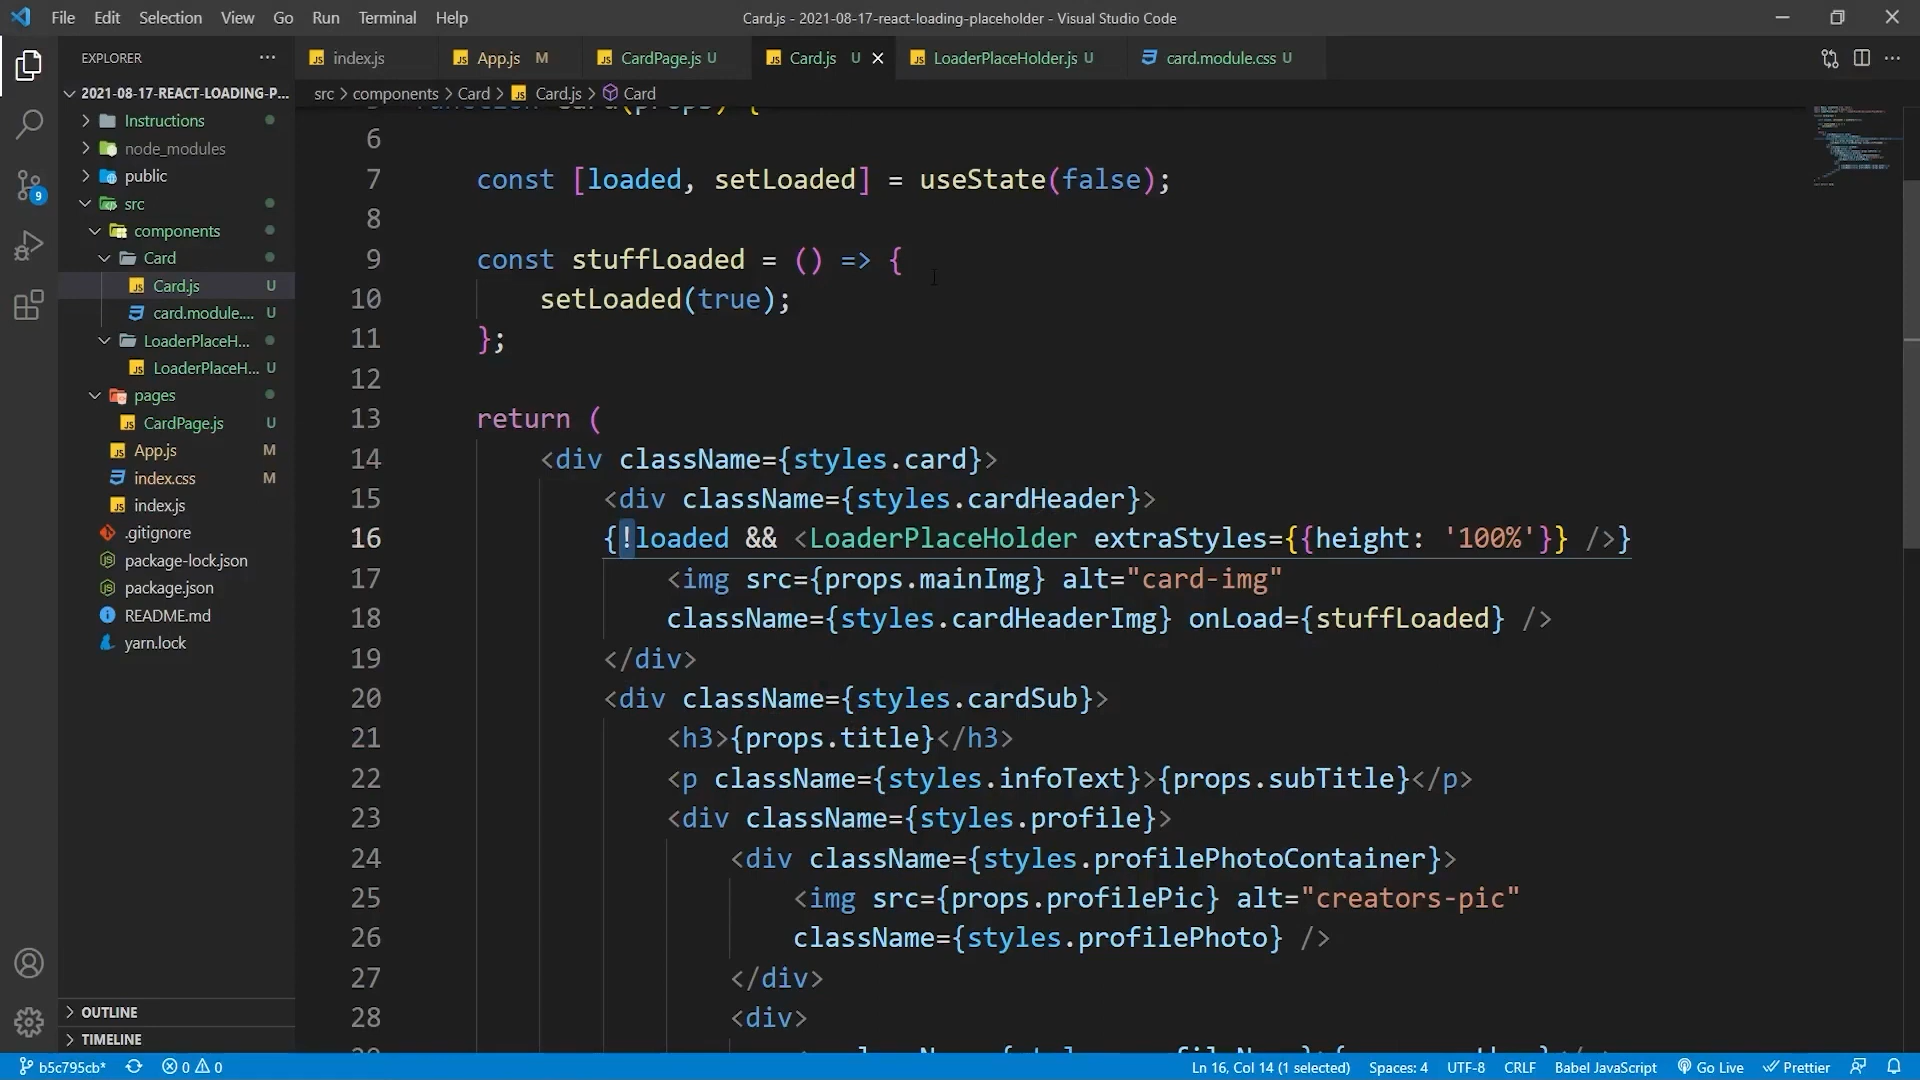 File Edit Selection View Go Run Terminal Help
Card.js - 2021-08-17-react-loading-placeholder - Visual Studio Code
EXPLORER
index.js
App.js M
CardPage.js U
Card.js U
LoaderPlaceHolder.js U
card.module.css U
2021-08-17-REACT-LOADING-P...
Instructions
node_modules
public
src
components
Card
Card.js U
card.module.... U
LoaderPlaceH...
LoaderPlaceH... U
pages
CardPage.js U
App.js M
index.css M
index.js
.gitignore
package-lock.json
package.json
README.md
yarn.lock
OUTLINE
TIMELINE
9
src > components > Card > Card.js > Card
6
7 const [loaded, setLoaded] = useState(false);
8
9 const stuffLoaded = () => {
10 setLoaded(true);
11 };
12
13 return (
14 <div className={styles.card}>
15 <div className={styles.cardHeader}>
16 {!loaded && <LoaderPlaceHolder extraStyles={{height: '100%'}} />}
17 <img src={props.mainImg} alt="card-img"
18 className={styles.cardHeaderImg} onLoad={stuffLoaded} />
19 </div>
20 <div className={styles.cardSub}>
21 <h3>{props.title}</h3>
22 <p className={styles.infoText}>{props.subTitle}</p>
23 <div className={styles.profile}>
24 <div className={styles.profilePhotoContainer}>
25 <img src={props.profilePic} alt="creators-pic"
26 className={styles.profilePhoto} />
27 </div>
28 <div>
b5c795cb* 0 0
Ln 16, Col 14 (1 selected) Spaces: 4 UTF-8 CRLF Babel JavaScript Go Live Prettier